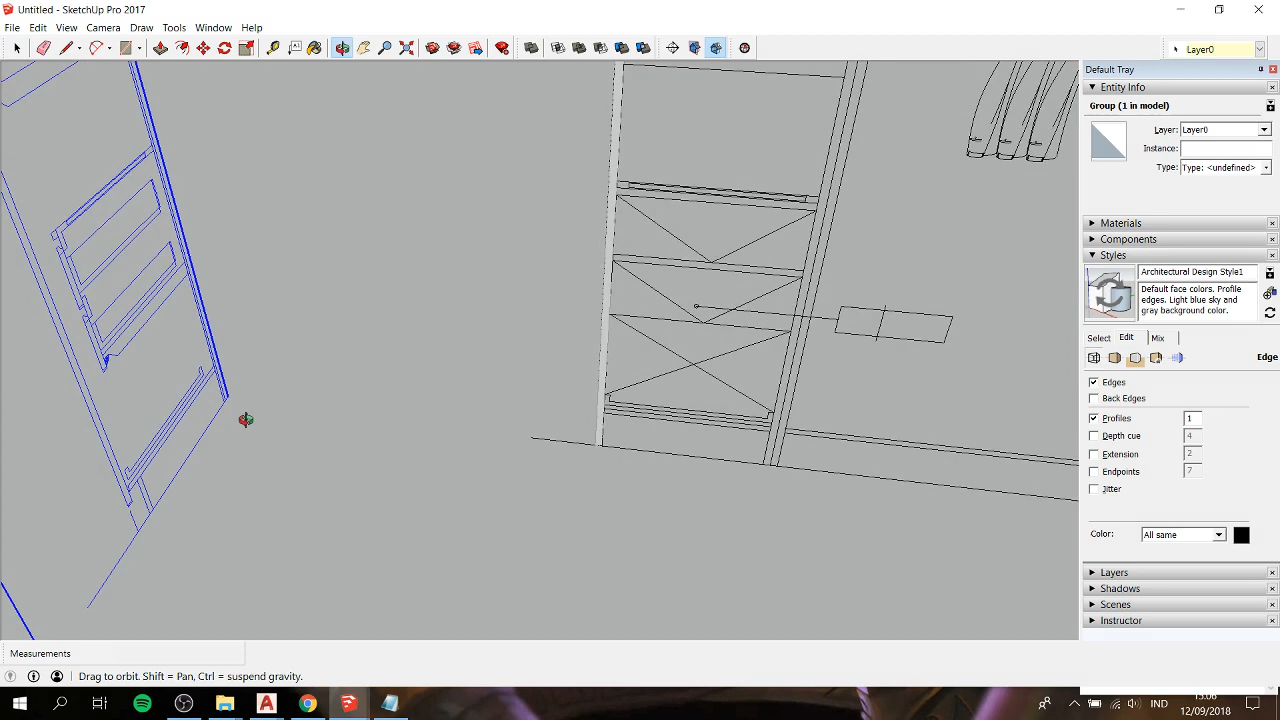 Untitled - SketchUp Pro 2017
File Edit View Camera Draw Tools Window Help
Layer0
Default Tray
Entity Info
Group (1 in model)
Layer: Layer0
Instance:
Type: Type: <undefined>
Materials
Components
Styles
Architectural Design Style1
Default face colors. Profile
edges. Light blue sky and
gray background color.
Select Edit Mix
Edge
Edges
Back Edges
Profiles 1
Depth cue 4
Extension 2
Endpoints 7
Jitter
Color: All same
Layers
Shadows
Scenes
Instructor
Measurements
Drag to orbit. Shift = Pan, Ctrl = suspend gravity.
IND
15.06
12/09/2018